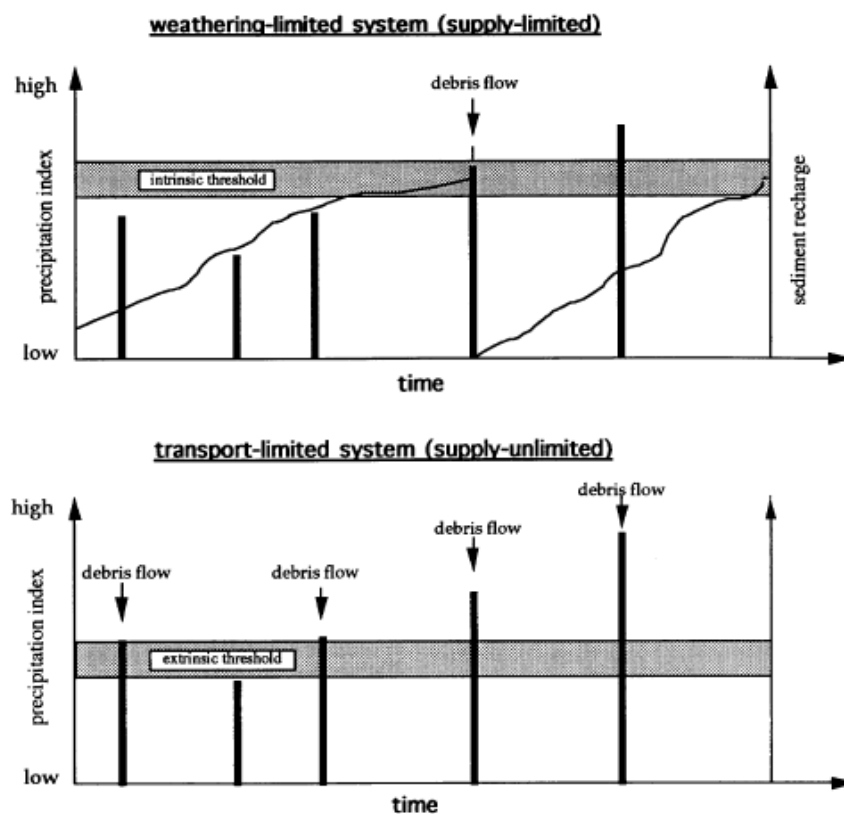 weathering-limited system (supply-limited)
high
debris flow
intrinsic threshold
precipitation index
sediment recharge
low
time
transport-limited system (supply-unlimited)
high
debris flow
debris flow
debris flow
debris flow
extrinsic threshold
precipitation index
low
time